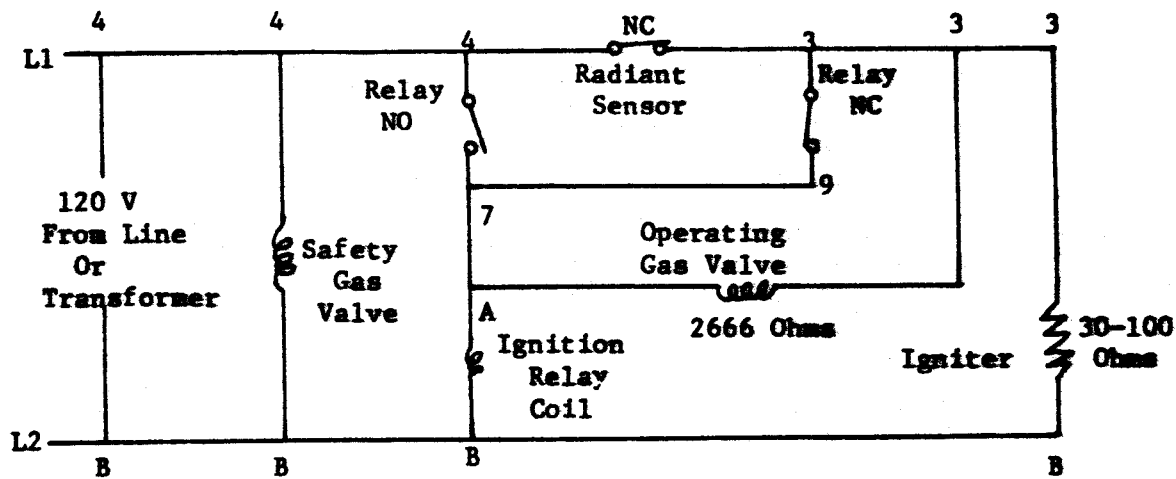 4
4
4
NC
3
3
3
L1
Radiant
Sensor
Relay
NO
Relay
NC
120 V
From Line
Or
Transformer
9
7
Safety
Gas
Valve
Operating
Gas Valve
A
2666 Ohms
Ignition
Relay
Coil
Igniter
30-100
Ohms
L2
B
B
B
B